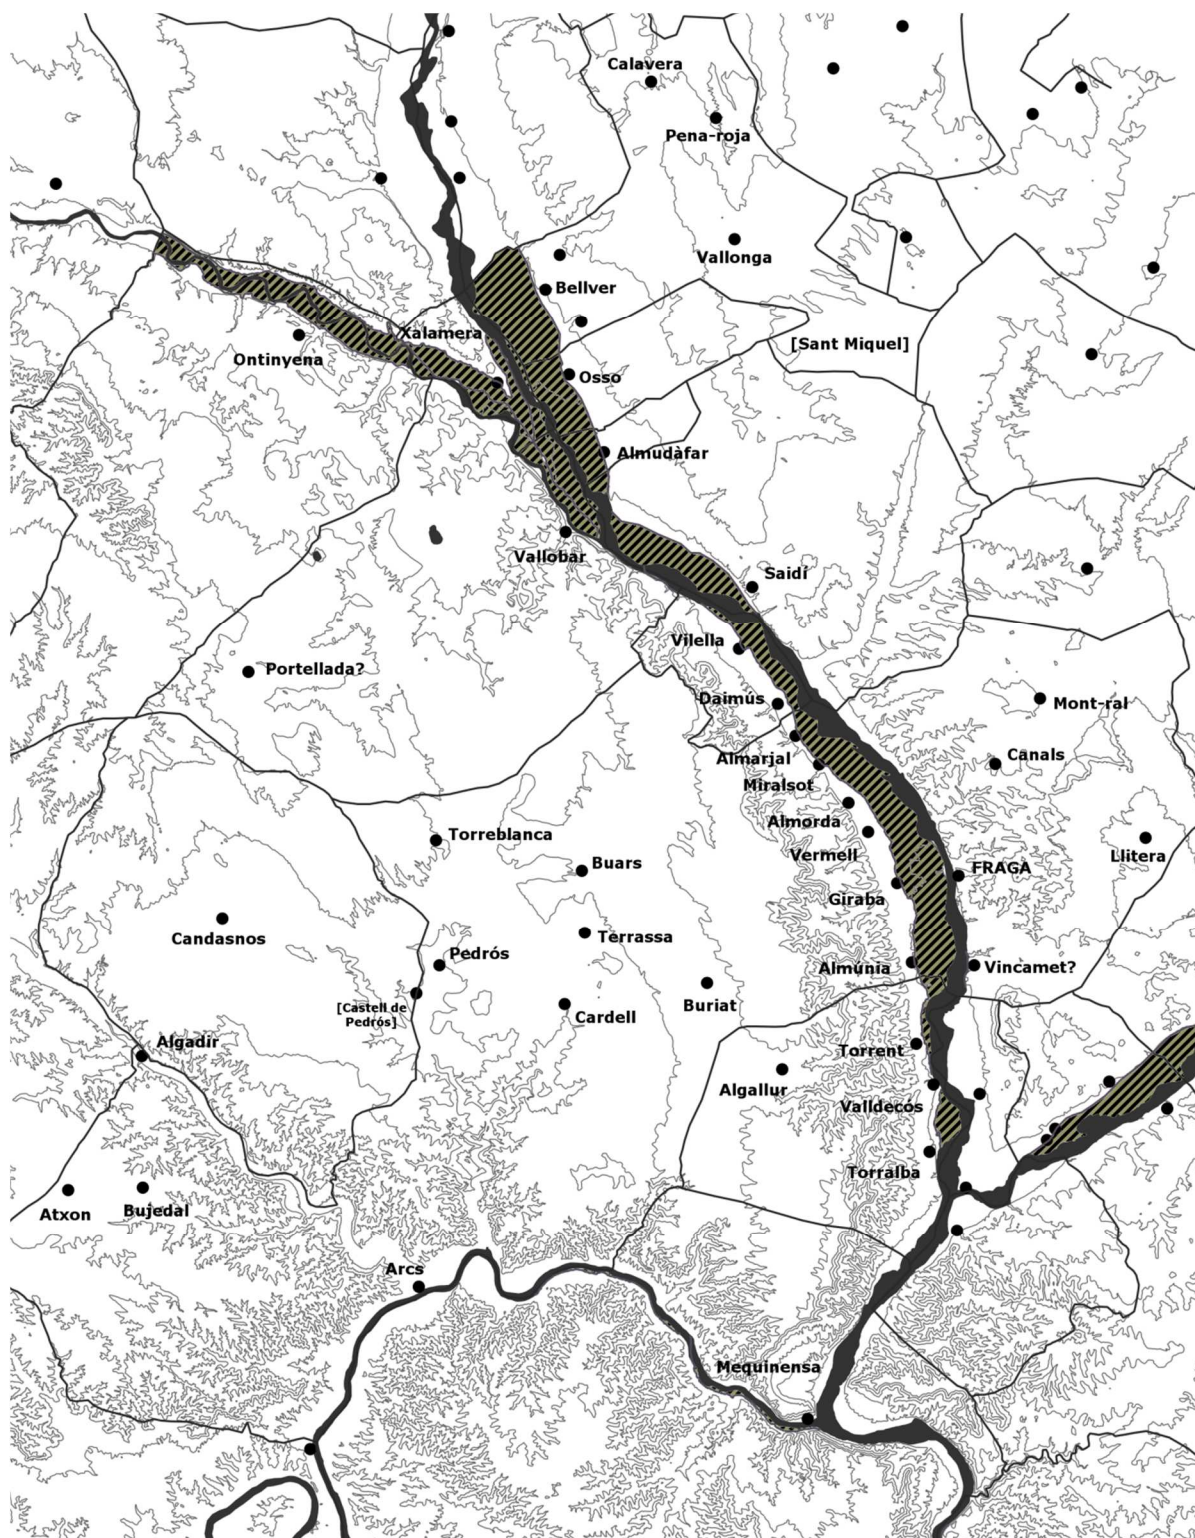 Calavera
Pena-roja
Vallonga
Bellver
Xalamera
[Sant Miquel]
Ontinyena
Osso
Almudàfar
Vallobar
Saidí
Vilella
Portellada?
Daimús
Mont-ral
Almarjal
Canals
Miralsot
Almorda
Torreblanca
Vermell
Llitera
Buars
FRAGA
Giraba
Candasnos
Terrassa
Pedrós
Almúnia
Vincamet?
[Castell de
Pedrós]
Buriat
Cardell
Algadir
Torrent
Algallur
Valldecós
Torralba
Atxon
Bujedal
Arcs
Mequinensa